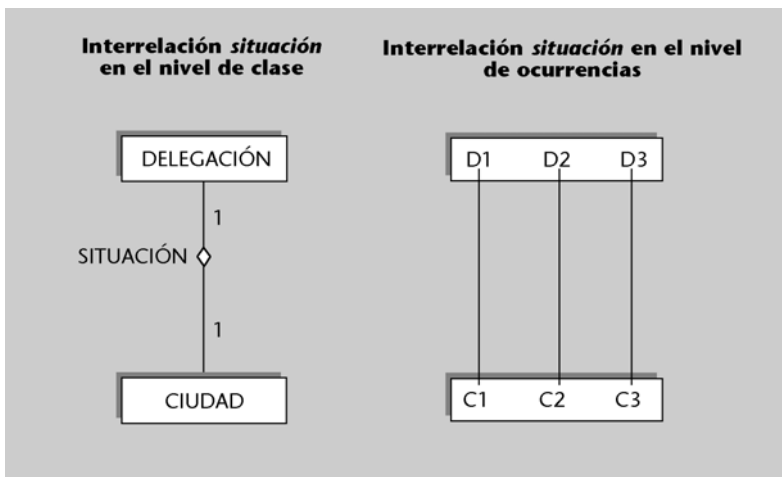 Interrelación situación
en el nivel de clase
DELEGACIÓN
1
SITUACIÓN
1
CIUDAD
Interrelación situación en el nivel
de ocurrencias
D1 D2 D3
C1 C2 C3